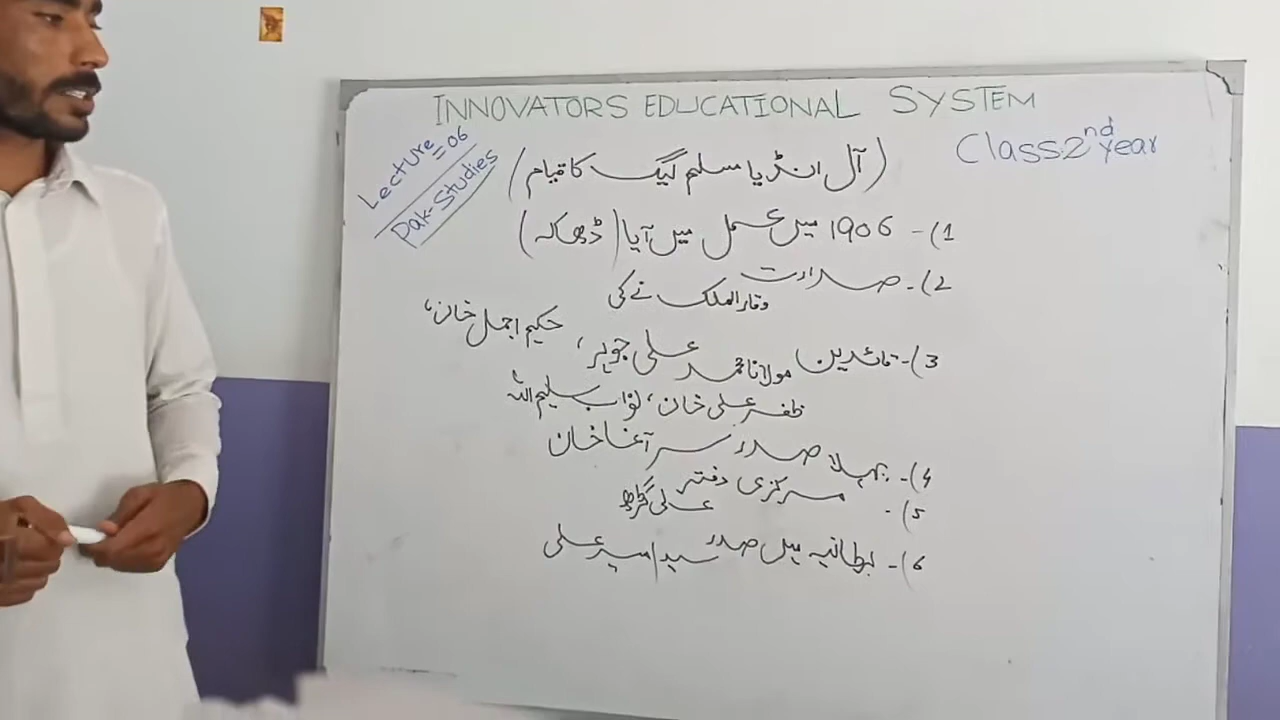 INNOVATORS EDUCATIONAL SYSTEM
Lecture=06
Pak-Studies
Class:2nd year
(آل انڈیا مسلم لیگ کا قیام)
1)- 1906 میں عمل میں آیا (ڈھاکہ)
2)- صدارت وقار الملک نے کی
3)- قائدین مولانا محمد علی جوہر، حکیم اجمل خان،
ظفر علی خان، نواب سلیم اللہ
4)- پہلا صدر سر آغا خان
5)- مرکزی دفتر علی گڑھ
6)- برطانیہ میں صدر سید امیر علی